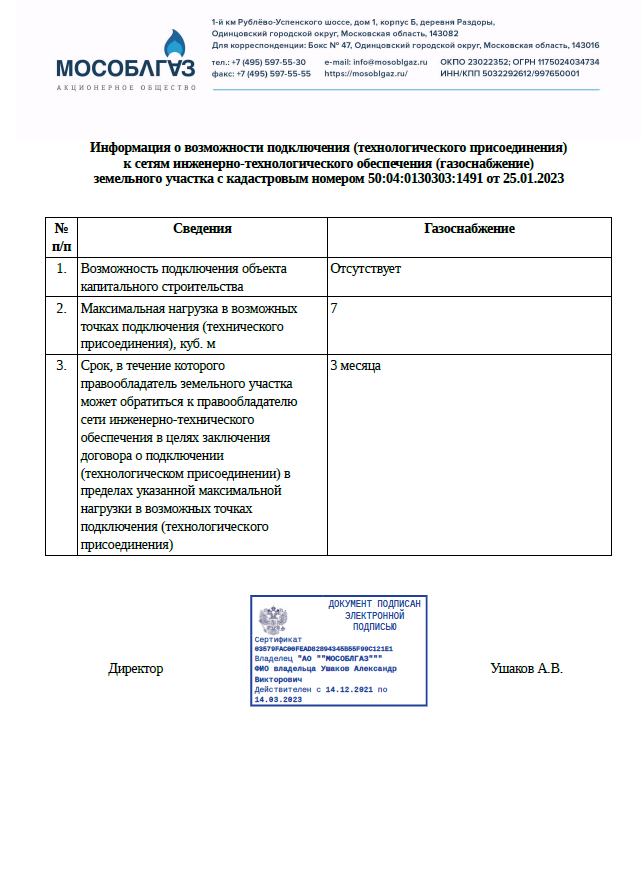 МОСОБЛГАЗ
АКЦИОНЕРНОЕ ОБЩЕСТВО
1-й км Рублёво-Успенского шоссе, дом 1, корпус Б, деревня Раздоры,
Одинцовский городской округ, Московская область, 143082
Для корреспонденции: Бокс № 47, Одинцовский городской округ, Московская область, 143016
тел.: +7 (495) 597-55-30 e-mail: info@mosoblgaz.ru ОКПО 23022352; ОГРН 1175024034734
факс: +7 (495) 597-55-55 https://mosoblgaz.ru/ ИНН/КПП 5032292612/997650001
Информация о возможности подключения (технологического присоединения)
к сетям инженерно-технологического обеспечения (газоснабжение)
земельного участка с кадастровым номером 50:04:0130303:1491 от 25.01.2023
№ п/п Сведения Газоснабжение
1. Возможность подключения объекта Отсутствует
капитального строительства
2. Максимальная нагрузка в возможных 7
точках подключения (технического
присоединения), куб. м
3. Срок, в течение которого 3 месяца
правообладатель земельного участка
может обратиться к правообладателю
сети инженерно-технического
обеспечения в целях заключения
договора о подключении
(технологическом присоединении) в
пределах указанной максимальной
нагрузки в возможных точках
подключения (технологического
присоединения)
ДОКУМЕНТ ПОДПИСАН
ЭЛЕКТРОННОЙ
ПОДПИСЬЮ
Сертификат
03579FAC00FEAD82894345B55F99C121E1
Владелец "АО ""МОСОБЛГАЗ"""
ФИО владельца Ушаков Александр
Викторович
Действителен с 14.12.2021 по
14.03.2023
Директор Ушаков А.В.